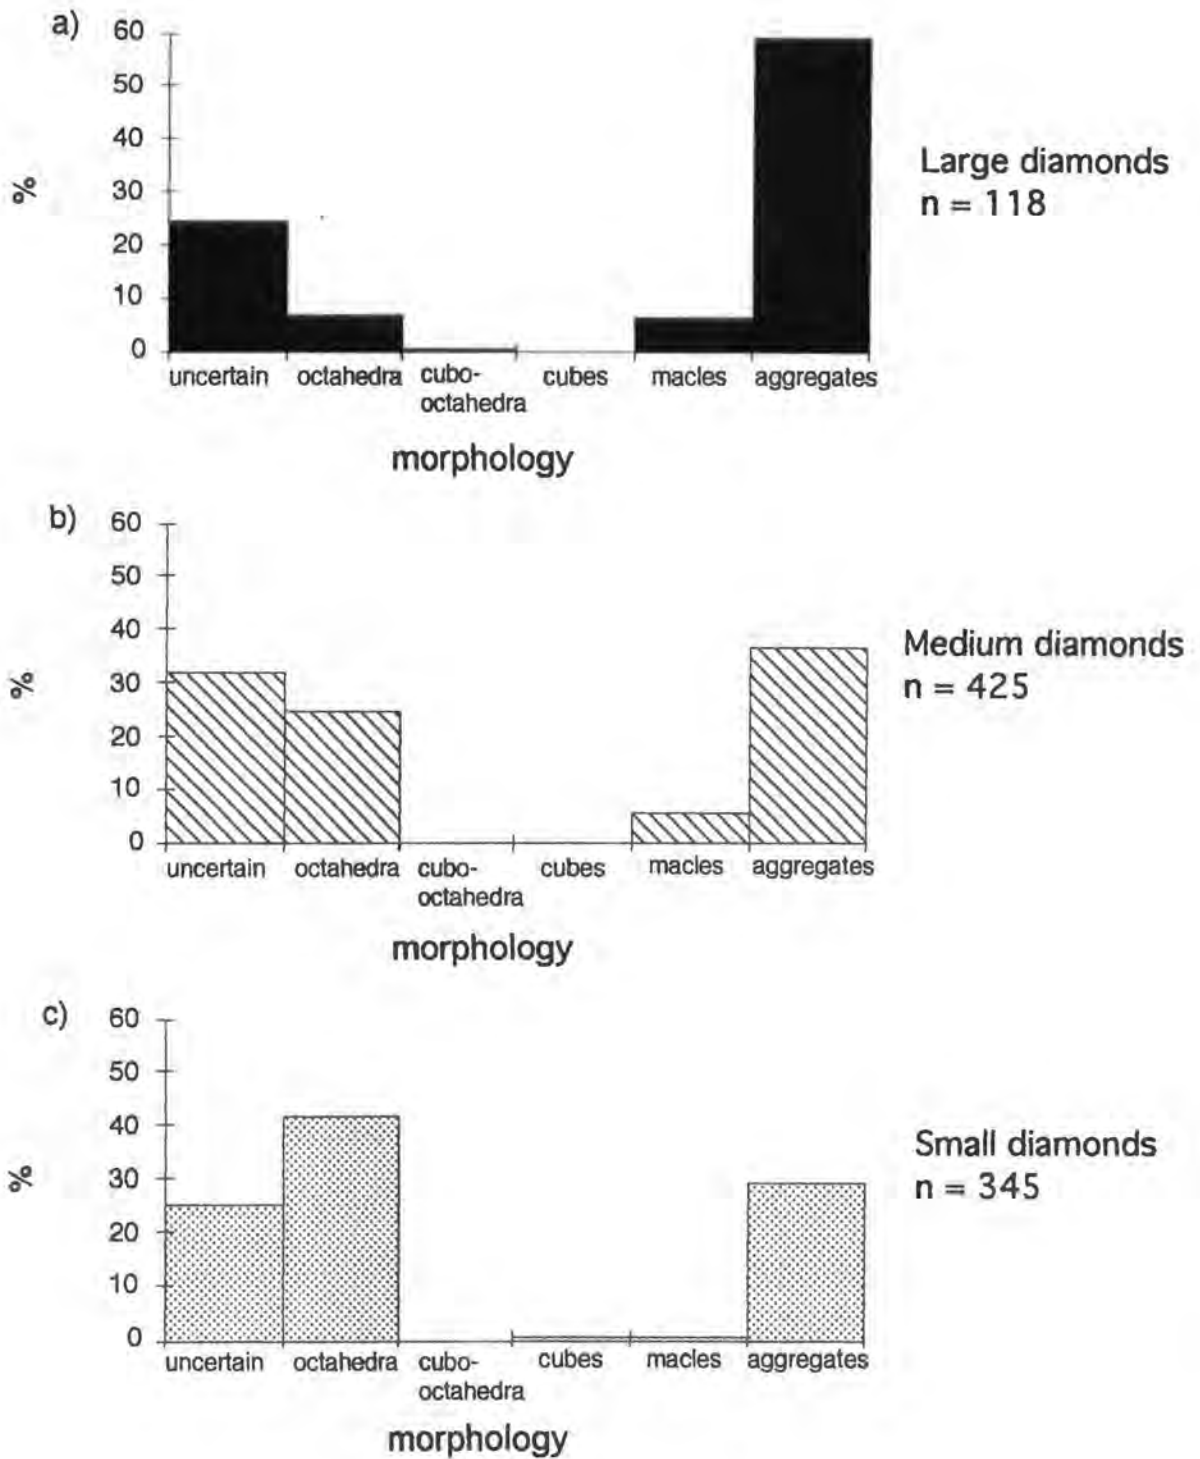 a)
60
50
40
30
20
10
0
%
uncertain octahedra cubo- cubes macles aggregates
octahedra
morphology
Large diamonds
n = 118
b)
60
50
40
30
20
10
0
%
uncertain octahedra cubo- cubes macles aggregates
octahedra
morphology
Medium diamonds
n = 425
c)
60
50
40
30
20
10
0
%
uncertain octahedra cubo- cubes macles aggregates
octahedra
morphology
Small diamonds
n = 345